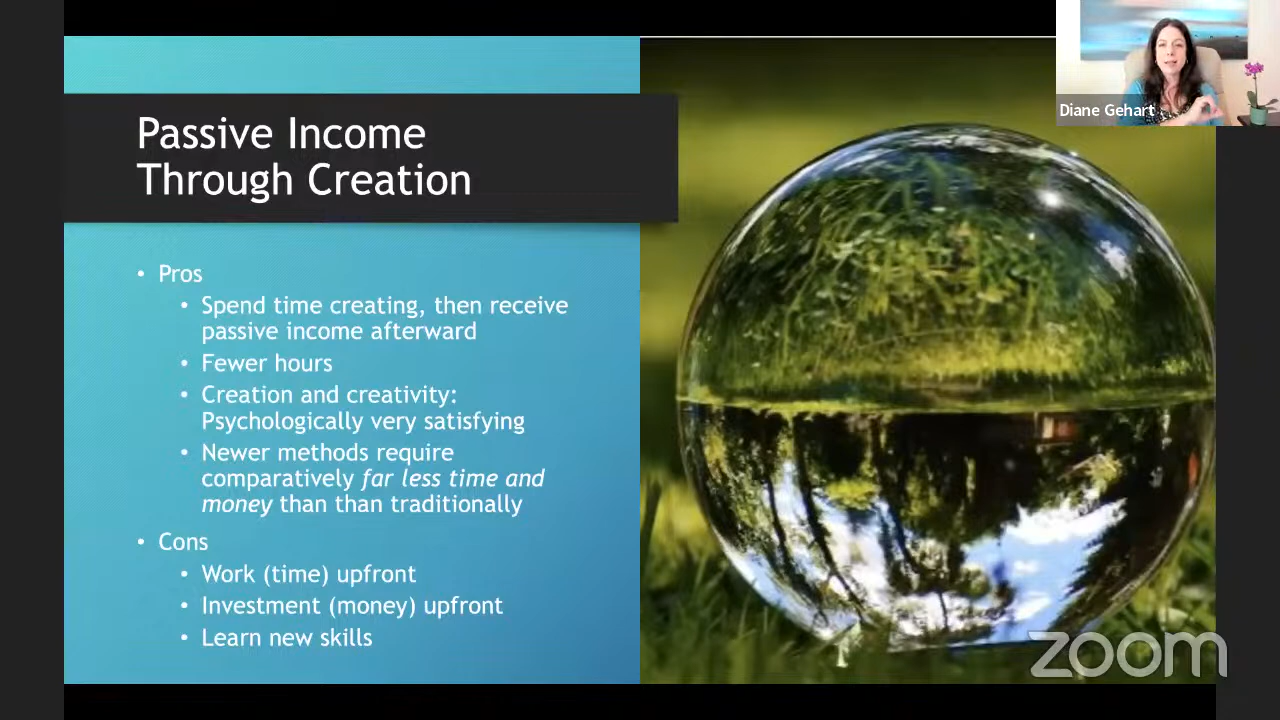 Passive Income
Through Creation
• Pros
• Spend time creating, then receive
passive income afterward
• Fewer hours
• Creation and creativity:
Psychologically very satisfying
• Newer methods require
comparatively far less time and
money than than traditionally
• Cons
• Work (time) upfront
• Investment (money) upfront
• Learn new skills
Diane Gehart
zoom